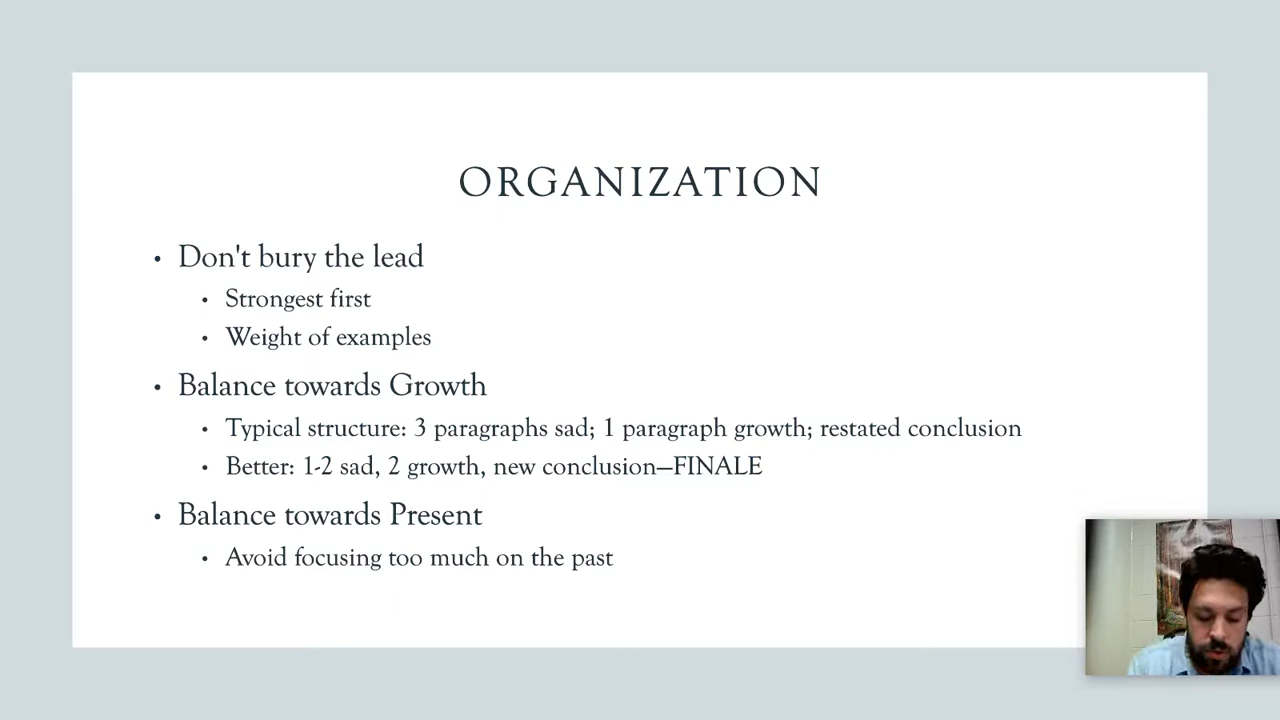 ORGANIZATION
• Don't bury the lead
• Strongest first
• Weight of examples
• Balance towards Growth
• Typical structure: 3 paragraphs sad; 1 paragraph growth; restated conclusion
• Better: 1-2 sad, 2 growth, new conclusion—FINALE
• Balance towards Present
• Avoid focusing too much on the past